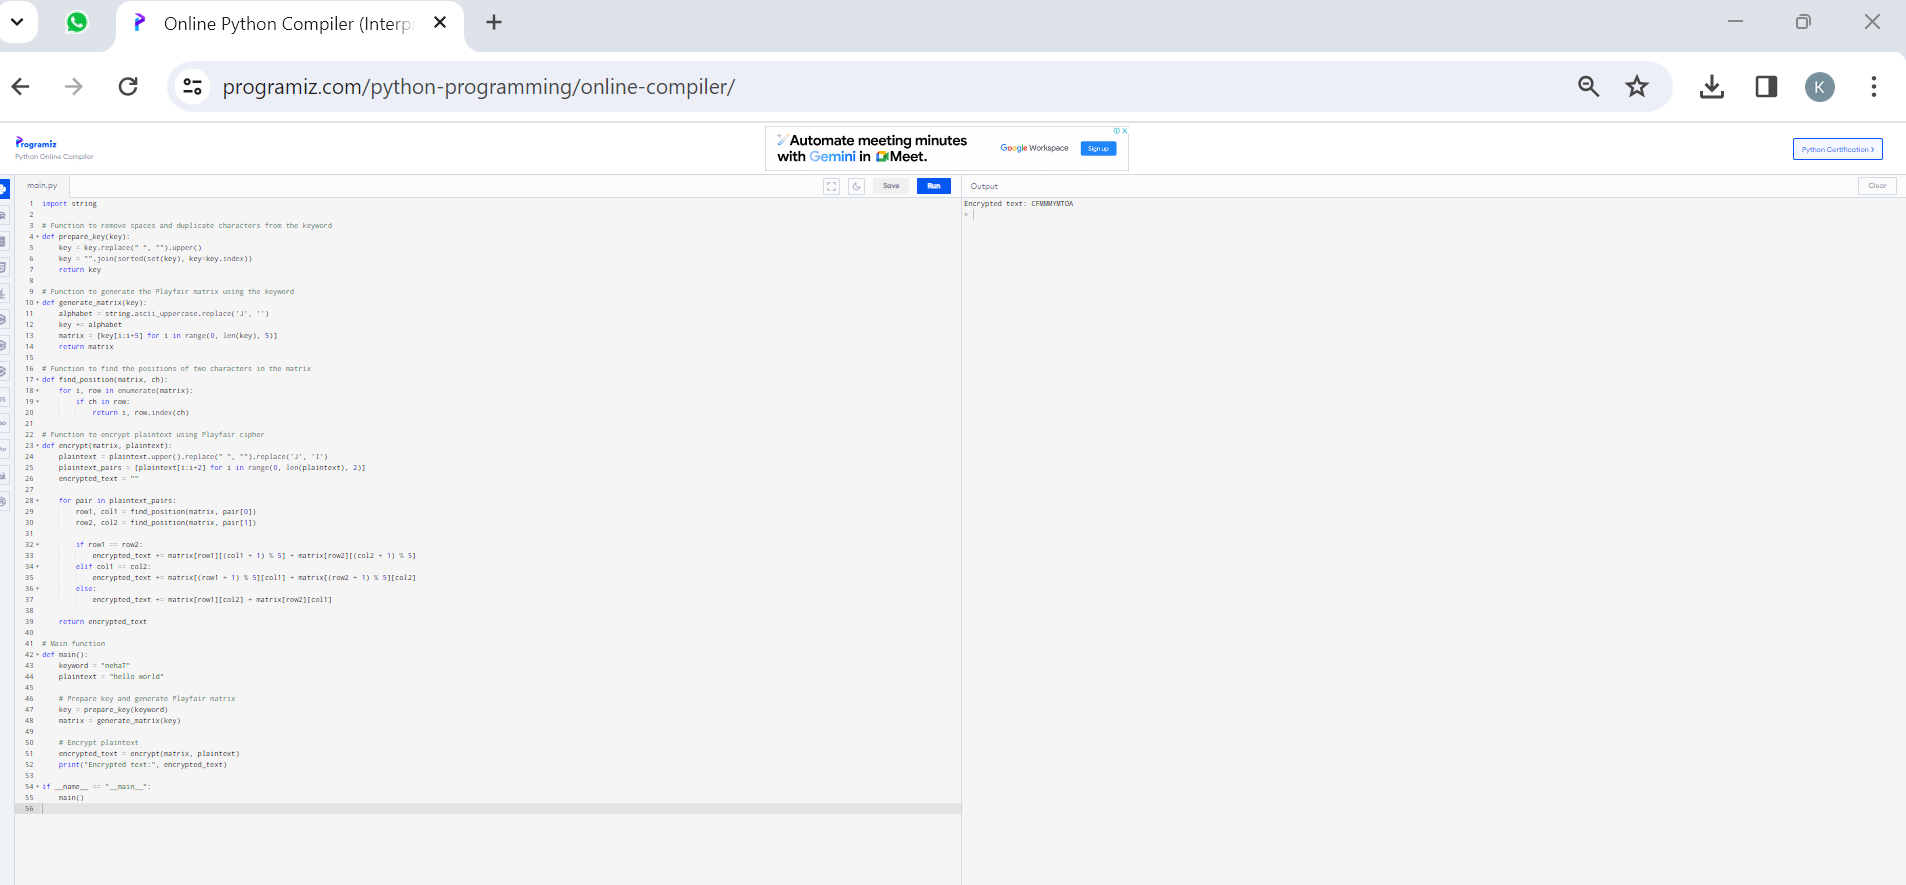 Online Python Compiler (Interp
programiz.com/python-programming/online-compiler/
K
Programiz
Python Online Compiler
Automate meeting minutes
with Gemini in Meet.
Google Workspace
Sign up
Python Certification >
main.py
Save
Run
Output
Clear
1 import string
2
3 # Function to remove spaces and duplicate characters from the keyword
4 def prepare_key(key):
5     key = key.replace(" ", "").upper()
6     key = "".join(sorted(set(key), key=key.index))
7     return key
8
9 # Function to generate the Playfair matrix using the keyword
10 def generate_matrix(key):
11     alphabet = string.ascii_uppercase.replace('J', '')
12     key += alphabet
13     matrix = [key[i:i+5] for i in range(0, len(key), 5)]
14     return matrix
15
16 # Function to find the positions of two characters in the matrix
17 def find_position(matrix, ch):
18     for i, row in enumerate(matrix):
19         if ch in row:
20             return i, row.index(ch)
21
22 # Function to encrypt plaintext using Playfair cipher
23 def encrypt(matrix, plaintext):
24     plaintext = plaintext.upper().replace(" ", "").replace('J', 'I')
25     plaintext_pairs = [plaintext[i:i+2] for i in range(0, len(plaintext), 2)]
26     encrypted_text = ""
27
28     for pair in plaintext_pairs:
29         row1, col1 = find_position(matrix, pair[0])
30         row2, col2 = find_position(matrix, pair[1])
31
32         if row1 == row2:
33             encrypted_text += matrix[row1][(col1 + 1) % 5] + matrix[row2][(col2 + 1) % 5]
34         elif col1 == col2:
35             encrypted_text += matrix[(row1 + 1) % 5][col1] + matrix[(row2 + 1) % 5][col2]
36         else:
37             encrypted_text += matrix[row1][col2] + matrix[row2][col1]
38
39     return encrypted_text
40
41 # Main function
42 def main():
43     keyword = "nehaT"
44     plaintext = "hello world"
45
46     # Prepare key and generate Playfair matrix
47     key = prepare_key(keyword)
48     matrix = generate_matrix(key)
49
50     # Encrypt plaintext
51     encrypted_text = encrypt(matrix, plaintext)
52     print("Encrypted text:", encrypted_text)
53
54 if __name__ == "__main__":
55     main()
56
Encrypted text: CFMMMYMTOA
>